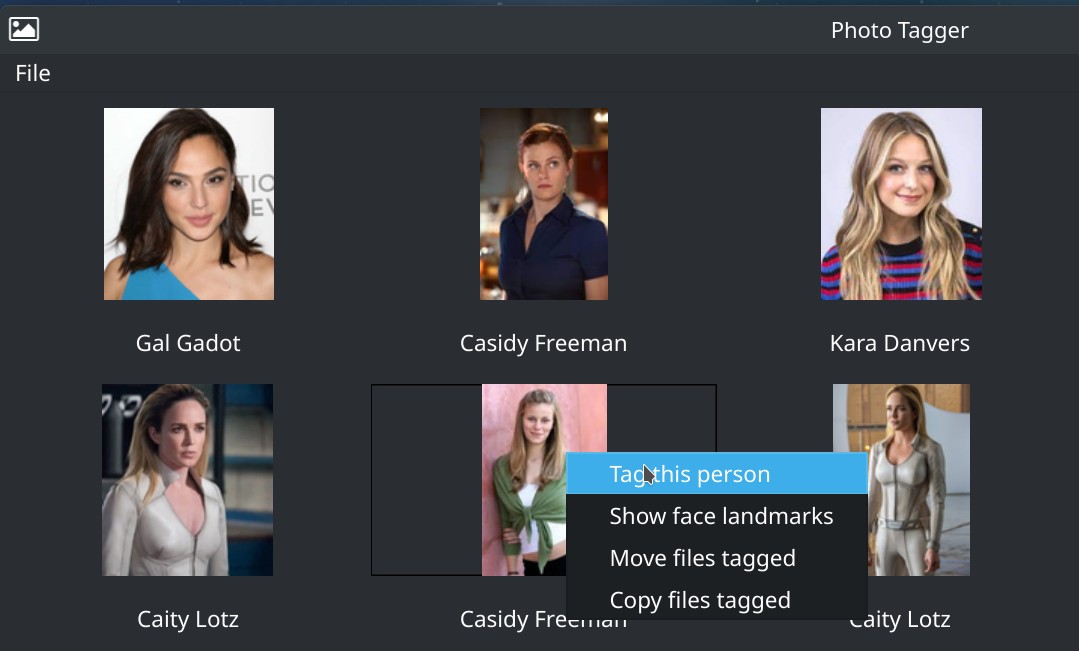 Photo Tagger
File
Gal Gadot
Casidy Freeman
Kara Danvers
Tag this person
Show face landmarks
Move files tagged
Copy files tagged
Caity Lotz
Casidy Freeman
Caity Lotz